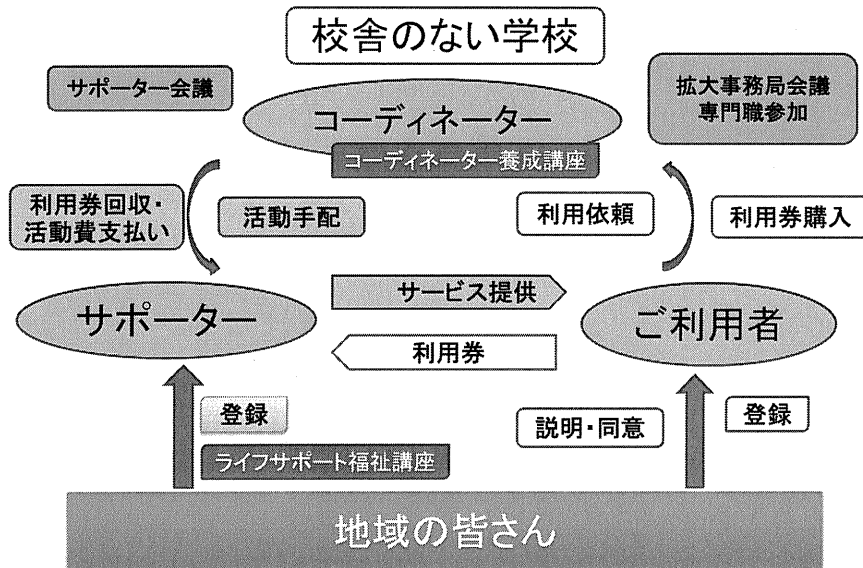 校舎のない学校
サポーター会議
拡大事務局会議
専門職参加
コーディネーター
コーディネーター養成講座
利用券回収・
活動費支払い
活動手配
利用依頼
利用券購入
サポーター
サービス提供
利用券
ご利用者
登録
ライフサポート福祉講座
説明・同意
登録
地域の皆さん